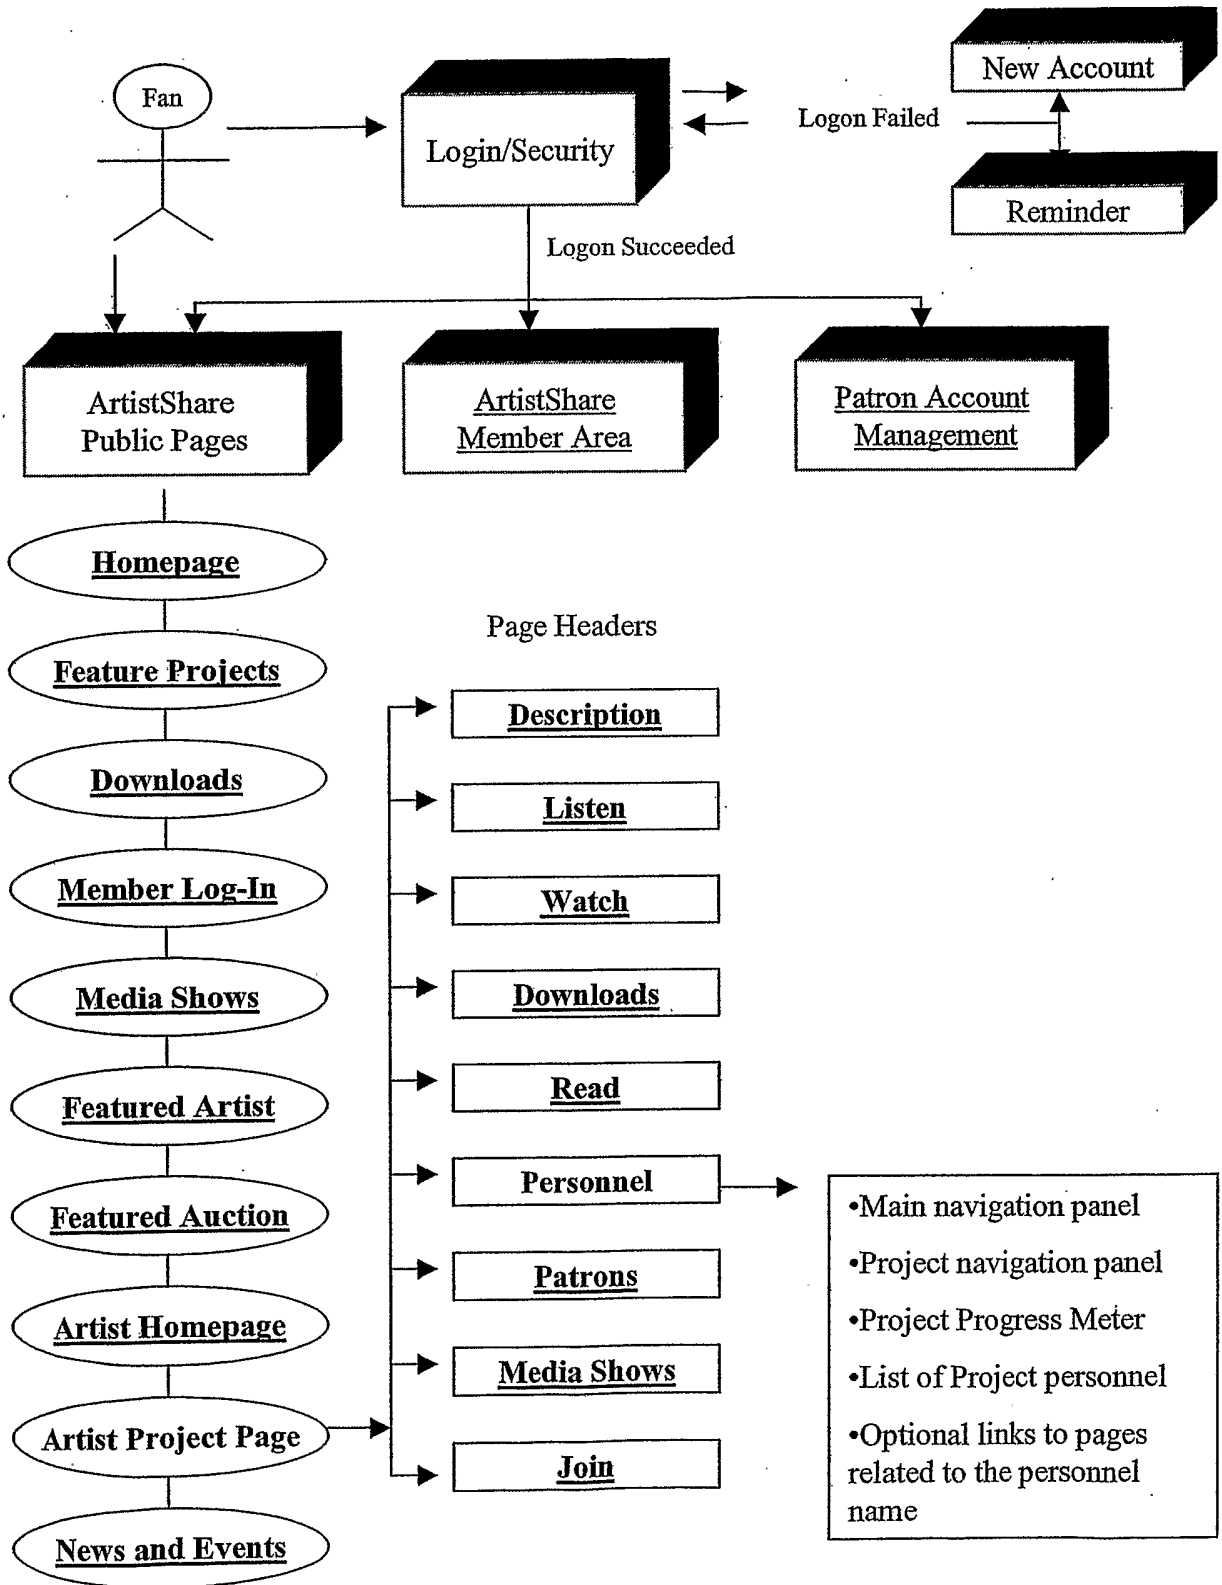 Fan
Login/Security
Logon Failed
New Account
Reminder
Logon Succeeded
ArtistShare
Public Pages
ArtistShare
Member Area
Patron Account
Management
Homepage
Feature Projects
Downloads
Member Log-In
Media Shows
Featured Artist
Featured Auction
Artist Homepage
Artist Project Page
News and Events
Page Headers
Description
Listen
Watch
Downloads
Read
Personnel
Patrons
Media Shows
Join
•Main navigation panel
•Project navigation panel
•Project Progress Meter
•List of Project personnel
•Optional links to pages
related to the personnel
name